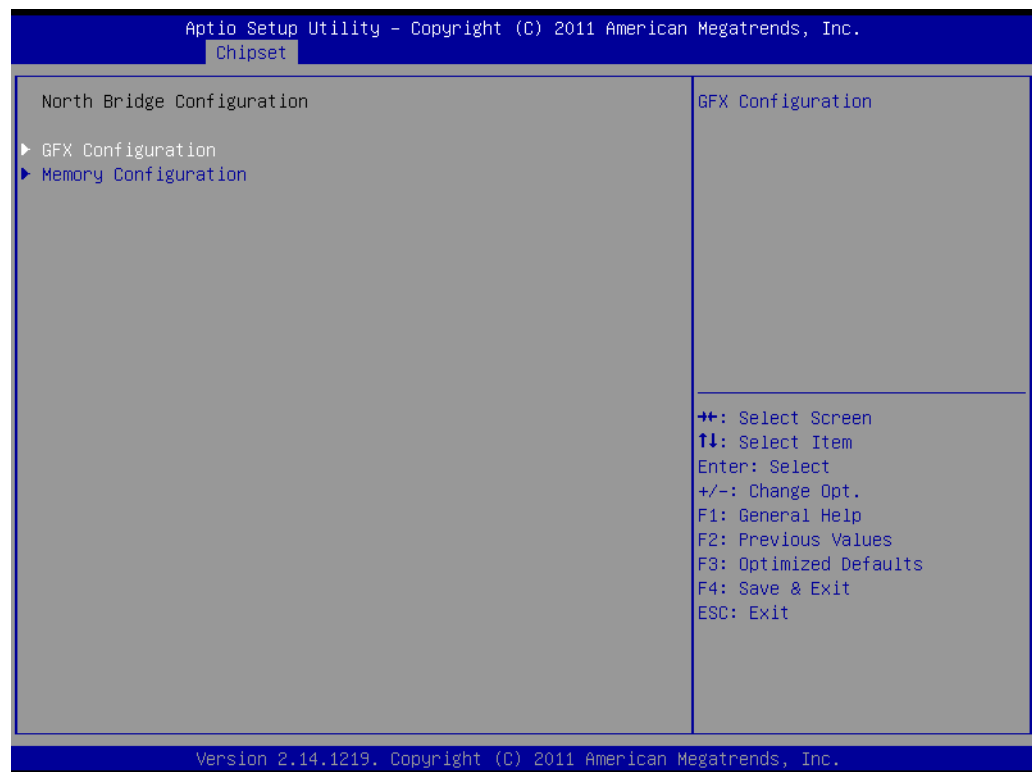 Aptio Setup Utility – Copyright (C) 2011 American Megatrends, Inc.
Chipset
North Bridge Configuration
▶ GFX Configuration
▶ Memory Configuration
GFX Configuration
→←: Select Screen
↑↓: Select Item
Enter: Select
+/-: Change Opt.
F1: General Help
F2: Previous Values
F3: Optimized Defaults
F4: Save & Exit
ESC: Exit
Version 2.14.1219. Copyright (C) 2011 American Megatrends, Inc.